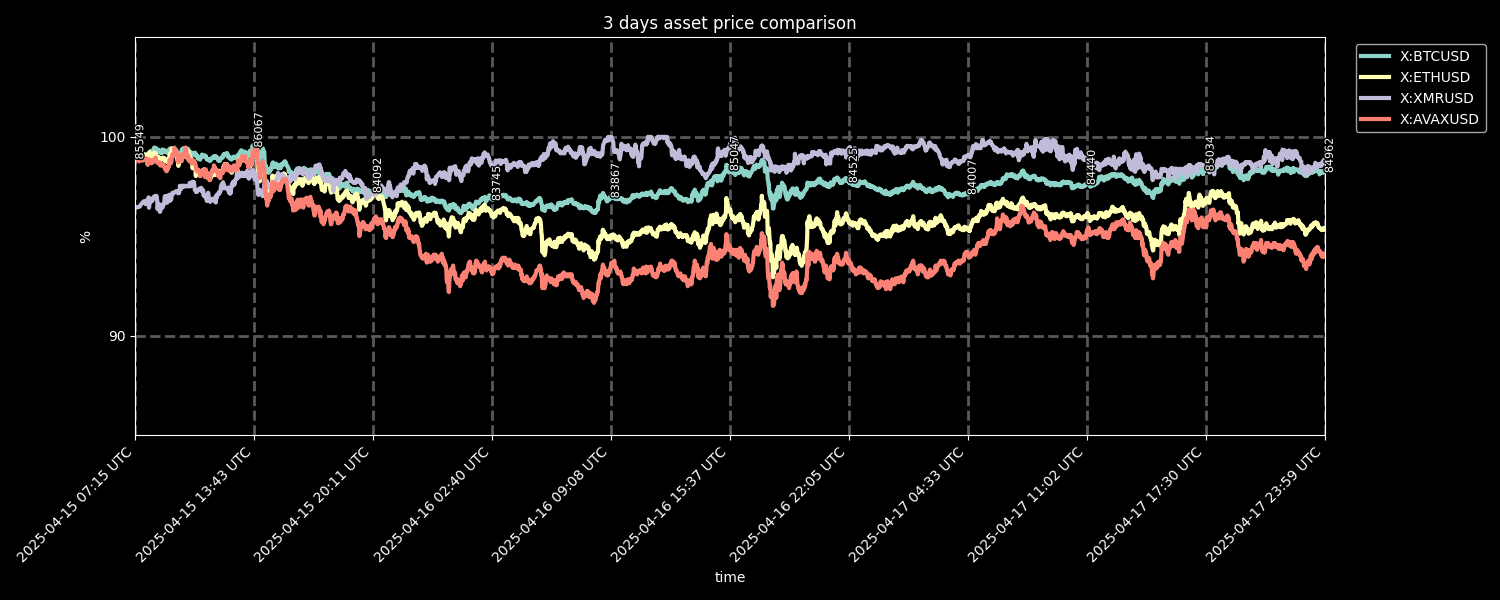 3 days asset price comparison
X:BTCUSD
X:ETHUSD
X:XMRUSD
X:AVAXUSD
%
100
90
85549
86067
84092
83745
83867
85047
84525
84007
84440
85034
84962
2025-04-15 07:15 UTC
2025-04-15 13:43 UTC
2025-04-15 20:11 UTC
2025-04-16 02:40 UTC
2025-04-16 09:08 UTC
2025-04-16 15:37 UTC
2025-04-16 22:05 UTC
2025-04-17 04:33 UTC
2025-04-17 11:02 UTC
2025-04-17 17:30 UTC
2025-04-17 23:59 UTC
time